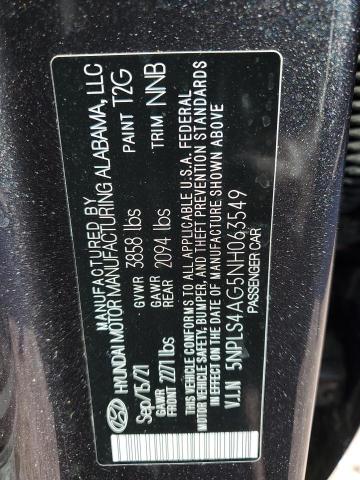 MANUFACTURED BY
HYUNDAI MOTOR MANUFACTURING ALABAMA, LLC
Sep/15/21 GVWR 3858 lbs PAINT T2G
GAWR FRONT 2271 lbs GAWR REAR 2094 lbs TRIM NNB
THIS VEHICLE CONFORMS TO ALL APPLICABLE U.S.A. FEDERAL
MOTOR VEHICLE SAFETY, BUMPER, AND THEFT PREVENTION STANDARDS
IN EFFECT ON THE DATE OF MANUFACTURE SHOWN ABOVE
V.I.N 5NPLS4AG5NH063549
PASSENGER CAR